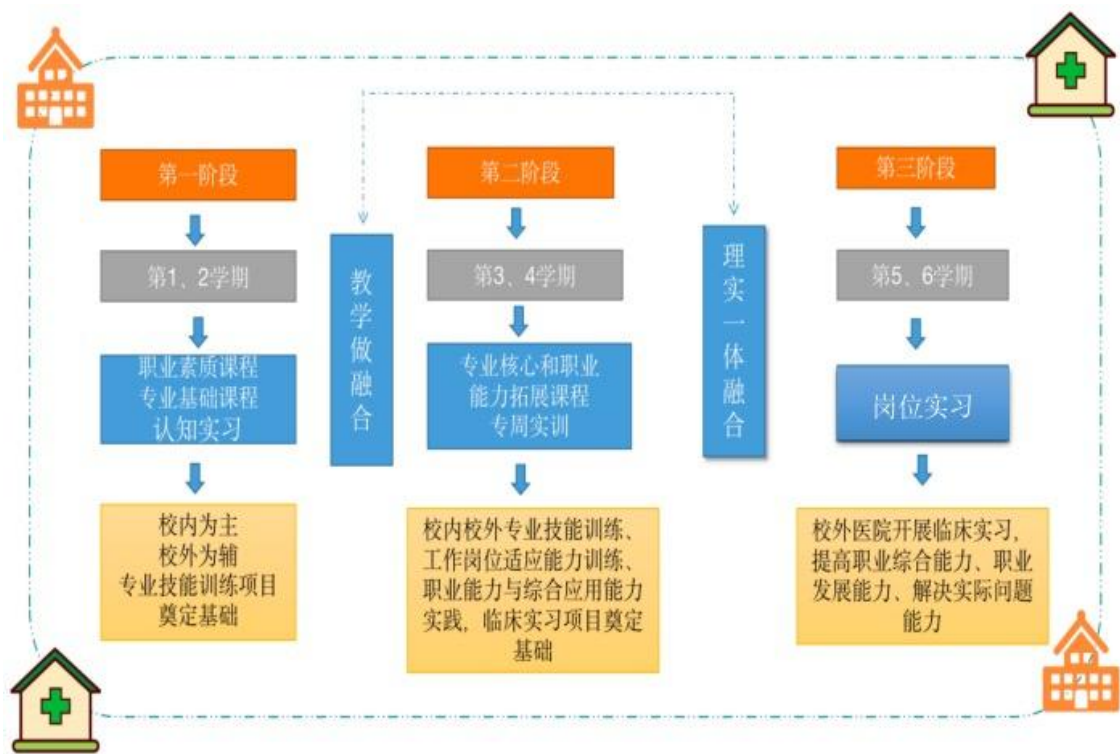 第一阶段
第1、2学期
职业素质课程
专业基础课程
认知实习
校内为主
校外为辅
专业技能训练项目
奠定基础
教学做融合
第二阶段
第3、4学期
专业核心和职业
能力拓展课程
专周实训
校内校外专业技能训练、
工作岗位适应能力训练、
职业能力与综合应用能力
实践，临床实习项目奠定
基础
理实一体融合
第三阶段
第5、6学期
岗位实习
校外医院开展临床实习，
提高职业综合能力、职业
发展能力、解决实际问题
能力